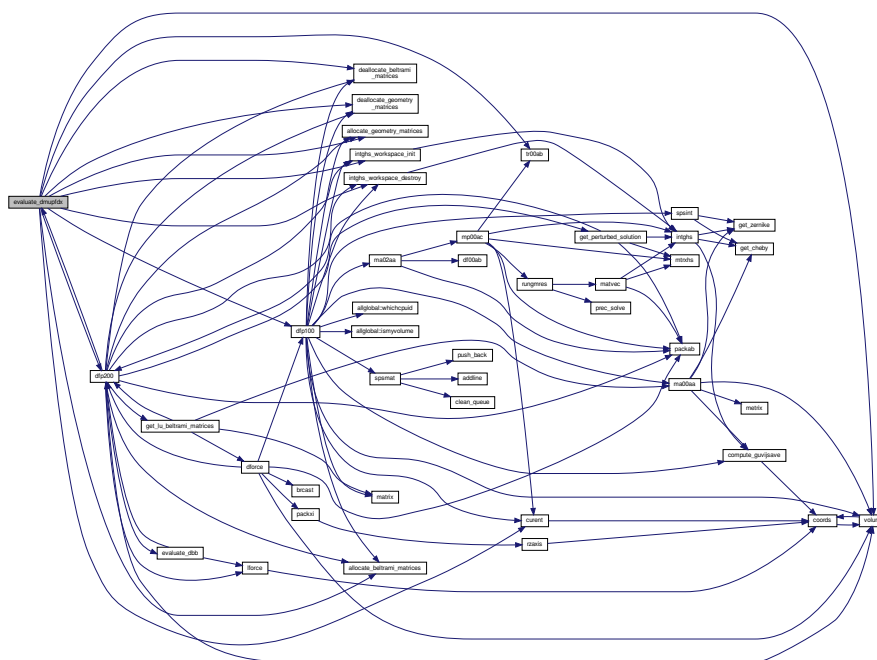 deallocate_beltrami
_matrices
deallocate_geometry
_matrices
allocate_geometry_matrices
intghs_workspace_init
tr00ab
intghs_workspace_destroy
evaluate_dmupfdx
spsint
get_zernike
mp00ac
get_perturbed_solution
intghs
get_cheby
ma02aa
df00ab
mtrxhs
rungmres
matvec
allglobal::whichcpuid
prec_solve
dfp100
allglobal::ismyvolume
packab
push_back
dfp200
spsmat
addline
ma00aa
clean_queue
metrix
get_lu_beltrami_matrices
compute_guvijsave
dforce
brcast
matrix
packxi
curent
coords
rzaxis
evaluate_dbb
lforce
allocate_beltrami_matrices